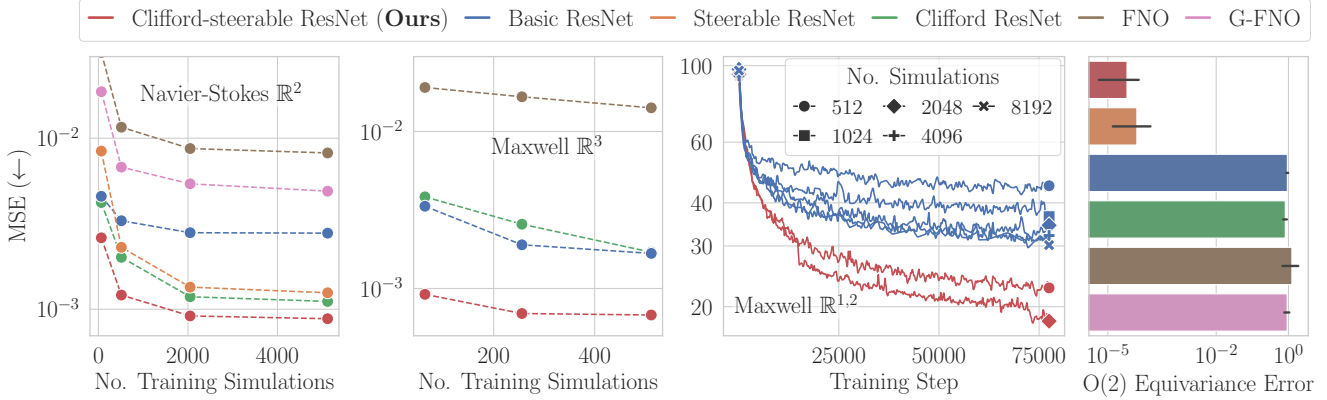 Clifford-steerable ResNet (Ours) Basic ResNet Steerable ResNet Clifford ResNet FNO G-FNO
MSE (←)
10⁻²
10⁻³
Navier-Stokes ℝ²
0 2000 4000
No. Training Simulations
10⁻²
10⁻³
Maxwell ℝ³
200 400
No. Training Simulations
100
60
40
30
20
No. Simulations
512 2048 8192
1024 4096
Maxwell ℝ¹,²
25000 50000 75000
Training Step
10⁻⁵ 10⁻² 10⁰
O(2) Equivariance Error